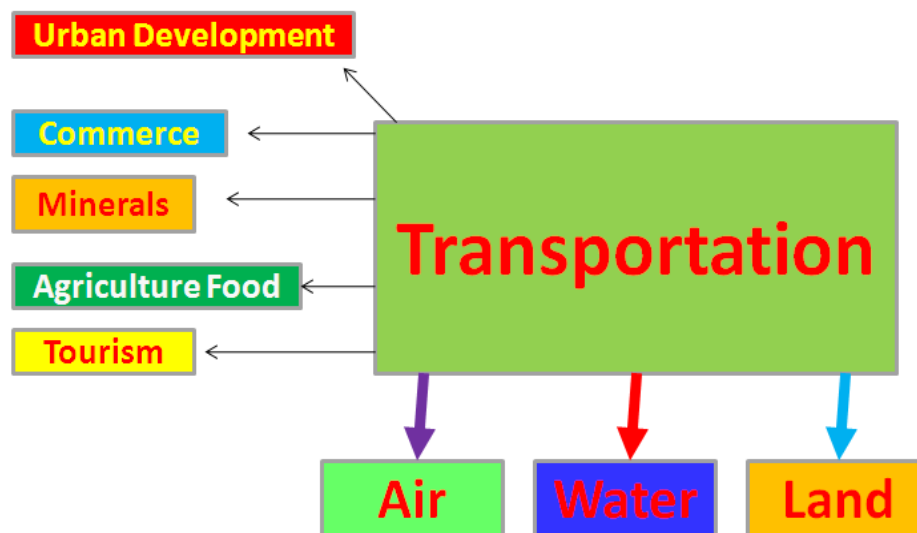 Urban Development
Commerce
Minerals
Transportation
Agriculture Food
Tourism
Air
Water
Land